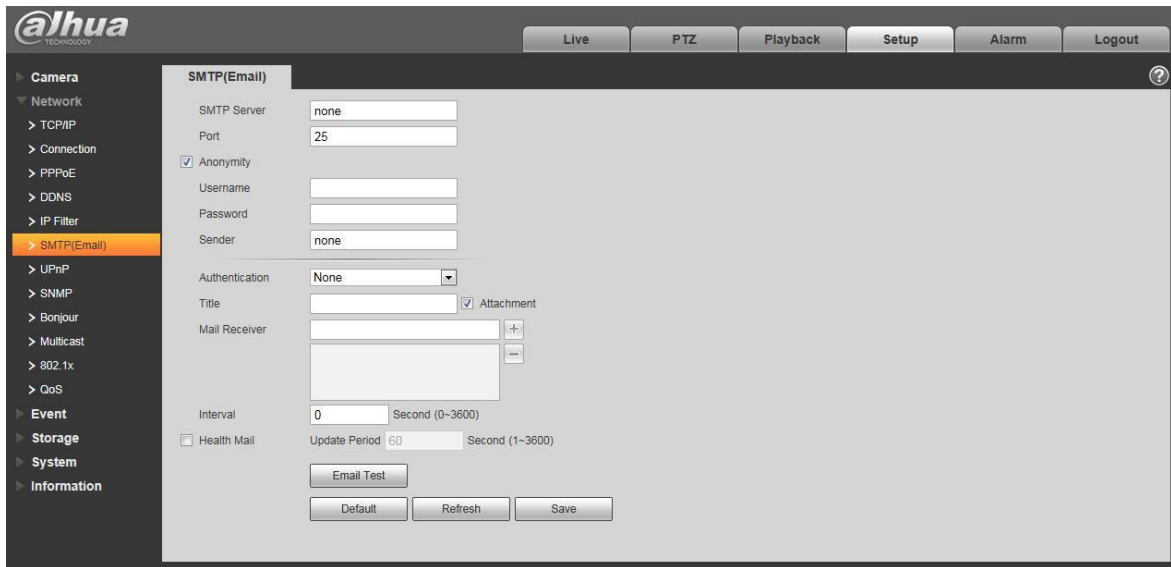 alhua
TECHNOLOGY
Live PTZ Playback Setup Alarm Logout
Camera
Network
> TCP/IP
> Connection
> PPPoE
> DDNS
> IP Filter
> SMTP(Email)
> UPnP
> SNMP
> Bonjour
> Multicast
> 802.1x
> QoS
Event
Storage
System
Information
SMTP(Email) ?
SMTP Server none
Port 25
Anonymity
Username
Password
Sender none
Authentication None
Title Attachment
Mail Receiver +
−
Interval 0 Second (0~3600)
Health Mail Update Period 60 Second (1~3600)
Email Test
Default Refresh Save